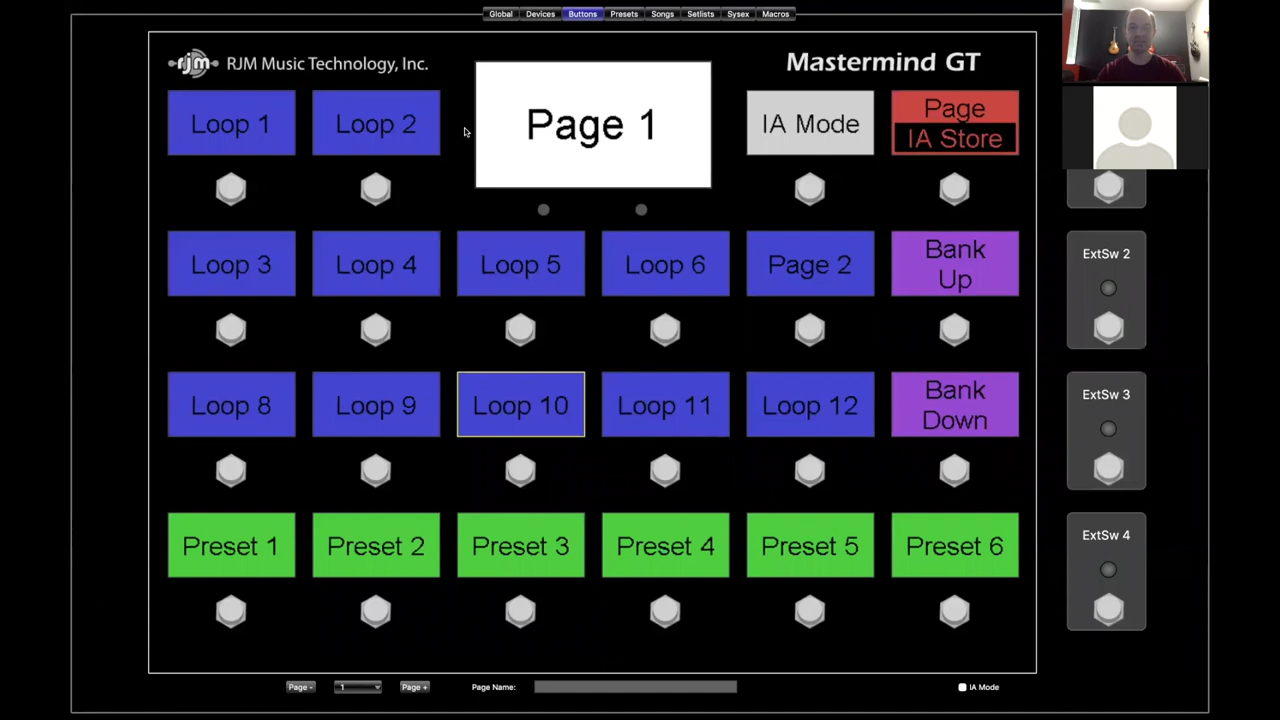 Global Devices Buttons Presets Songs Setlists Sysex Macros
rjm RJM Music Technology, Inc.
Mastermind GT
Loop 1
Loop 2
Page 1
IA Mode
Page
IA Store
Loop 3
Loop 4
Loop 5
Loop 6
Page 2
Bank
Up
ExtSw 2
Loop 8
Loop 9
Loop 10
Loop 11
Loop 12
Bank
Down
ExtSw 3
Preset 1
Preset 2
Preset 3
Preset 4
Preset 5
Preset 6
ExtSw 4
Page -
1
Page +
Page Name:
IA Mode